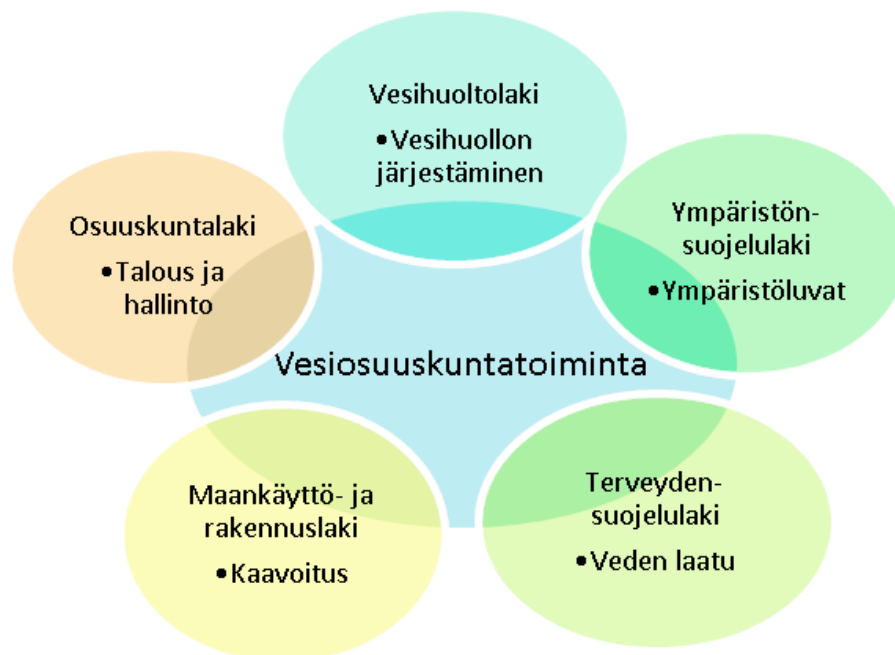 Vesihuoltolaki
•Vesihuollon
järjestäminen
Ympäristön-
suojelulaki
•Ympäristöluvat
Osuuskuntalaki
•Talous ja
hallinto
Vesiosuuskuntatoiminta
Maankäyttö- ja
rakennuslaki
•Kaavoitus
Terveyden-
suojelulaki
•Veden laatu